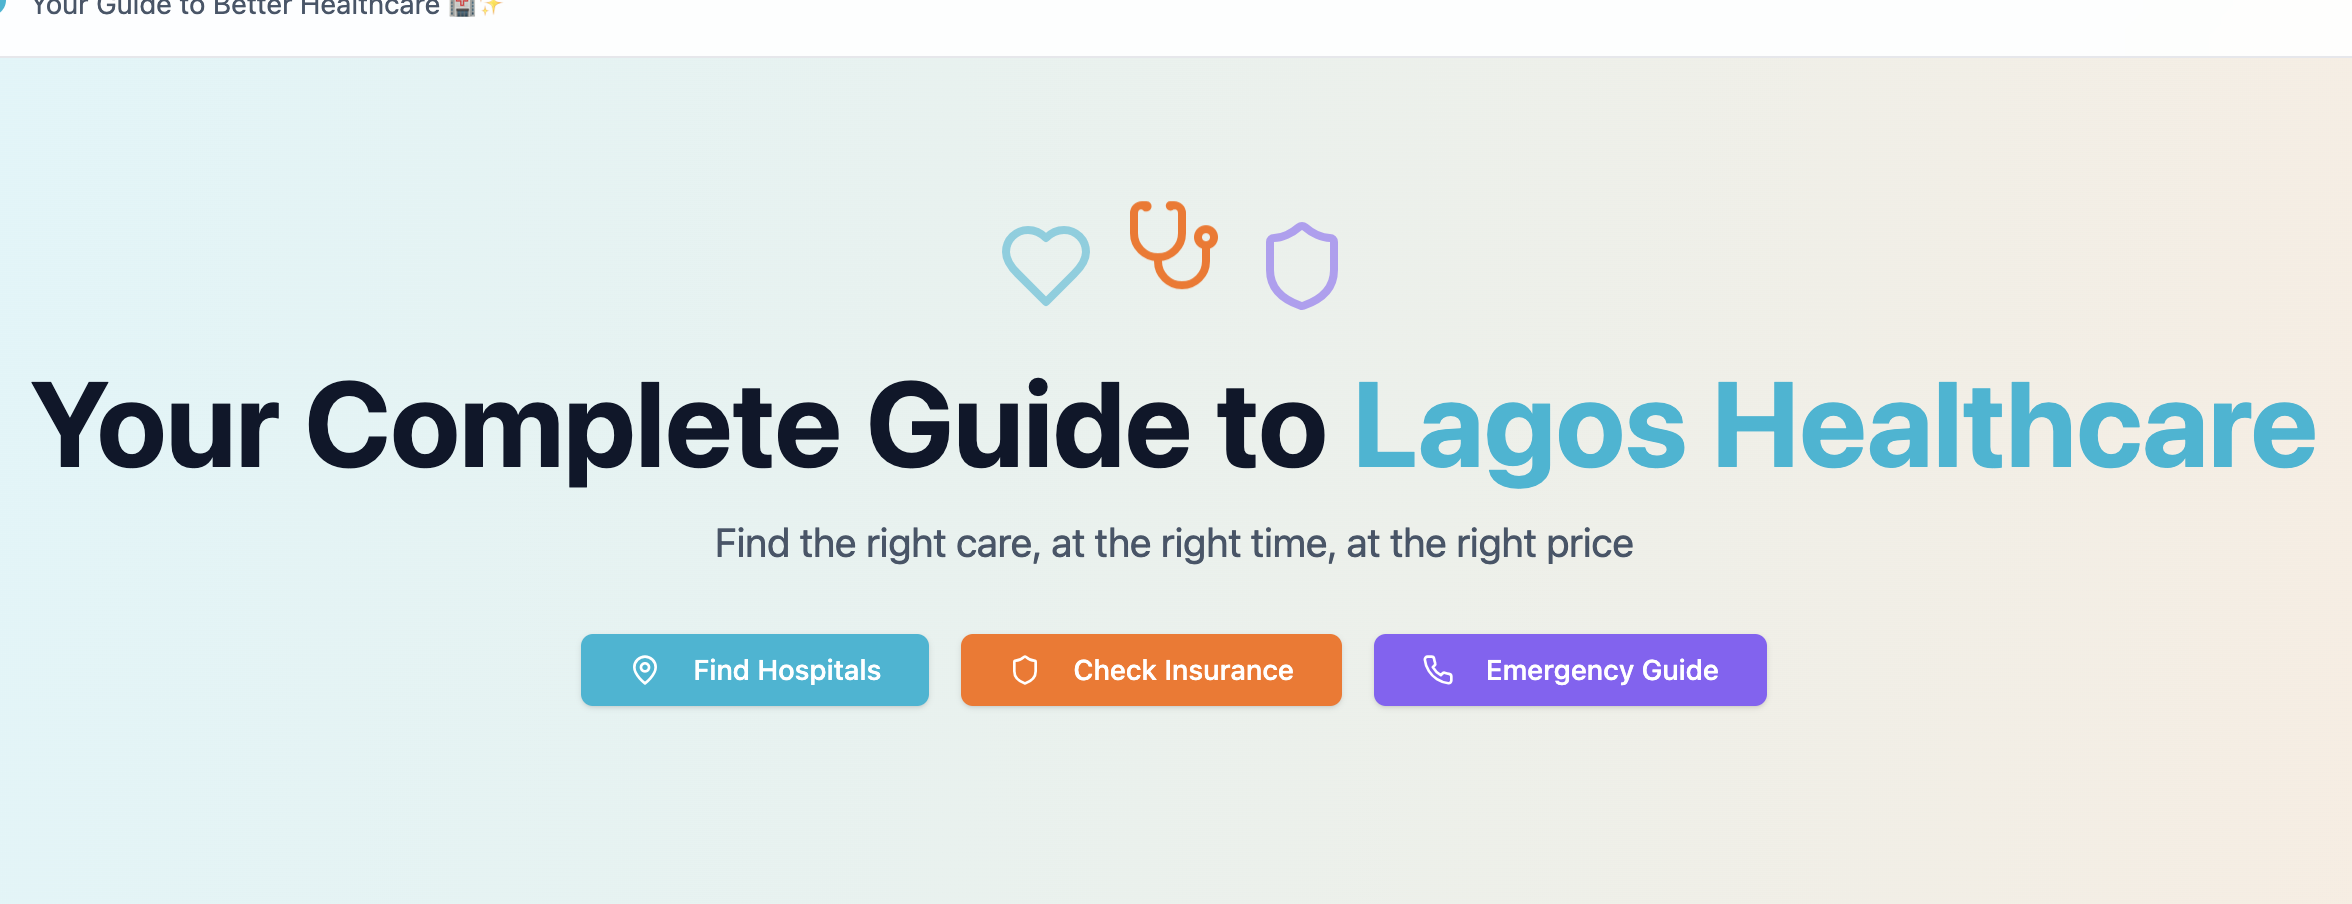 Your Guide to Better Healthcare 🏥✨
Your Complete Guide to Lagos Healthcare
Find the right care, at the right time, at the right price
Find Hospitals
Check Insurance
Emergency Guide